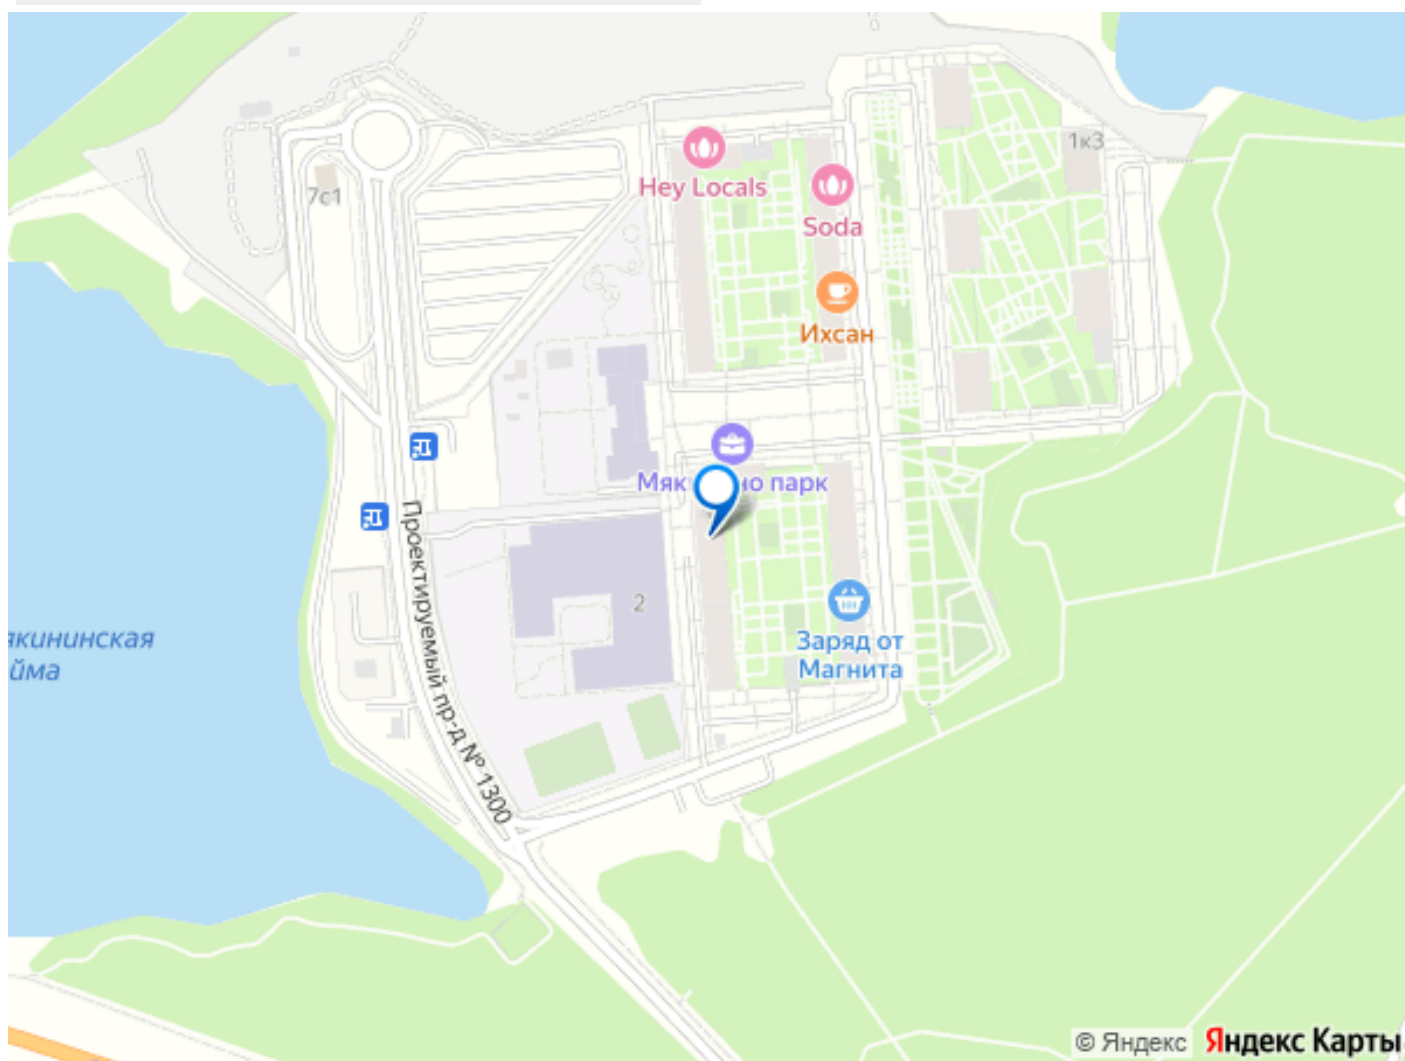 1к3
7с1
Hey Locals
Soda
Ихсан
Мяк но парк
2
Проектируемый пр-д № 1300
Заряд от
Магнита
якининская
йма
© Яндекс
Яндекс Карты